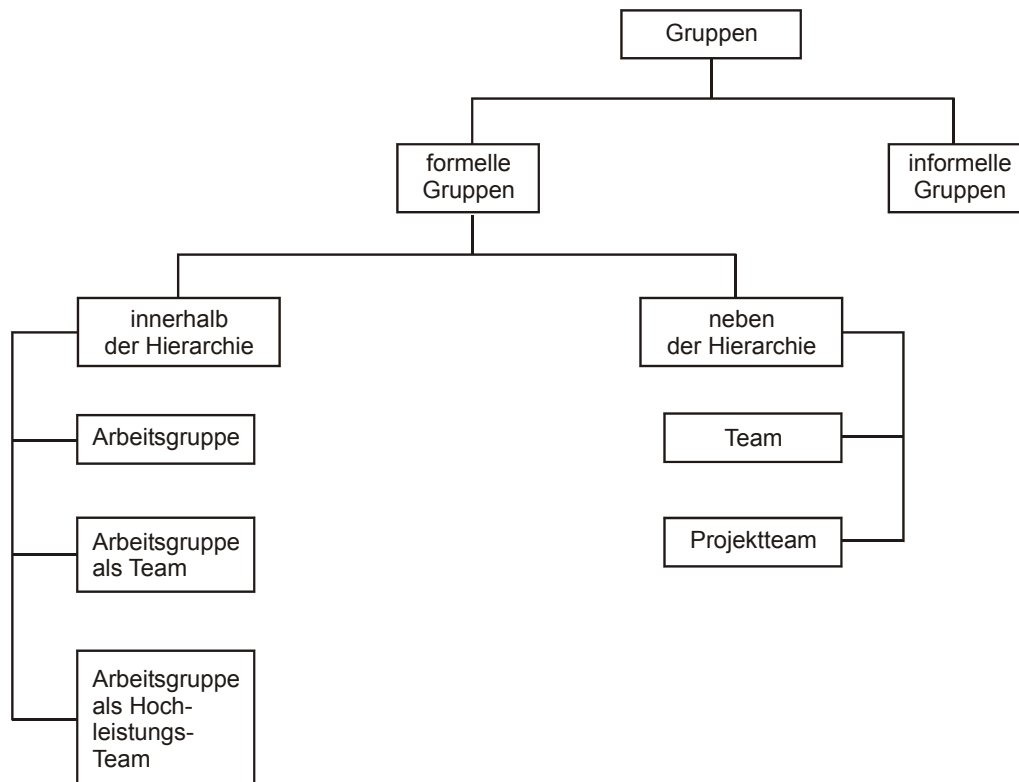 Gruppen
formelle
Gruppen
informelle
Gruppen
innerhalb
der Hierarchie
neben
der Hierarchie
Arbeitsgruppe
Team
Arbeitsgruppe
als Team
Projektteam
Arbeitsgruppe
als Hoch-
leistungs-
Team